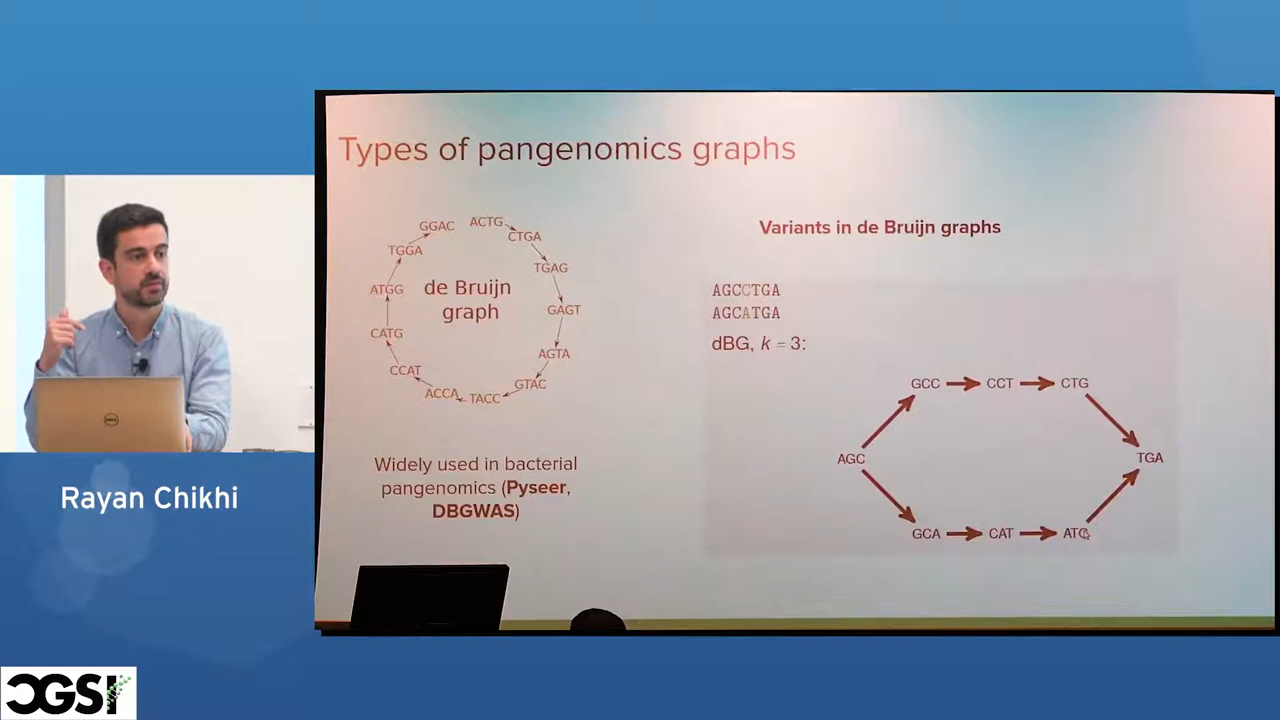 Types of pangenomics graphs
GGAC
ACTG
CTGA
TGGA
TGAG
ATGG
de Bruijn
graph
GAGT
CATG
AGTA
CCAT
GTAC
ACCA
TACC
Widely used in bacterial
pangenomics (Pyseer,
DBGWAS)
Variants in de Bruijn graphs
AGCCTGA
AGCATGA
dBG, k = 3:
GCC
CCT
CTG
AGC
TGA
GCA
CAT
DELL
Rayan Chikhi
CGSI